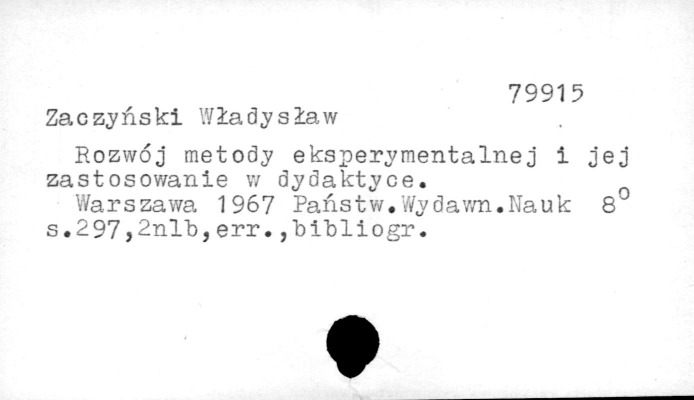 79915
Zaczyński Władysław
Rozwój metody eksperymentalnej i jej
zastosowanie w dydaktyce.
Warszawa 1967 Państw.Wydawn.Nauk 8°
s.297,2nlb,err.,bibliogr.